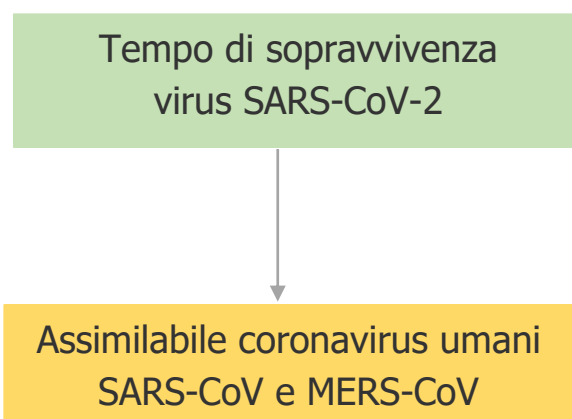 Tempo di sopravvivenza
virus SARS-CoV-2
Assimilabile coronavirus umani
SARS-CoV e MERS-CoV